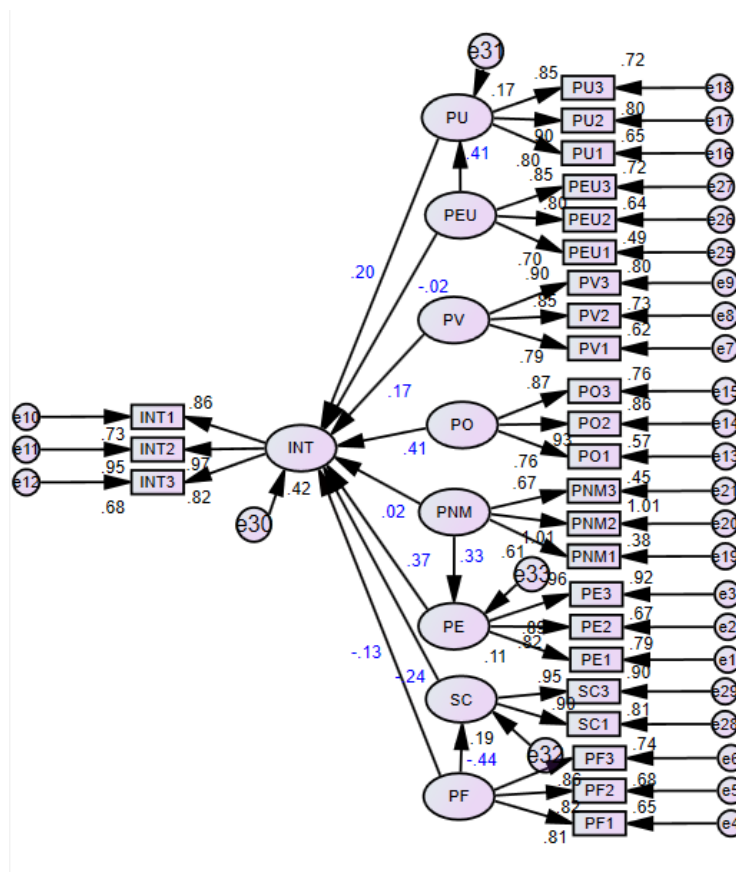 e31
.72
.85
.17
PU3
e18
PU
.80
PU2
e17
.90
.65
PU1
e16
.41
.80
.72
.85
PEU3
e27
.80
.64
PEU
PEU2
e26
.49
PEU1
e25
.70
.90
.80
.20
-.02
PV3
e9
.85
.73
PV
PV2
e8
.62
PV1
e7
.79
.76
.17
.87
PO3
e15
.86
.86
INT1
e10
PO
PO2
e14
.41
.93
.57
.73
INT2
e11
.97
INT
PO1
e13
.76
.45
.95
INT3
e12
.82
.42
.67
PNM3
e21
.68
1.01
.02
PNM
PNM2
e20
e30
1.01
.38
.61
PNM1
e19
.37
.33
e33
.96
.92
PE3
e3
.67
PE
.89
PE2
e2
.82
.79
-.13
.11
PE1
e1
.90
-.24
.95
SC3
e29
SC
.90
.81
SC1
e28
.19
.74
-.44
e32
PF3
e6
.86
.68
PF
PF2
e5
.82
.65
PF1
e4
.81